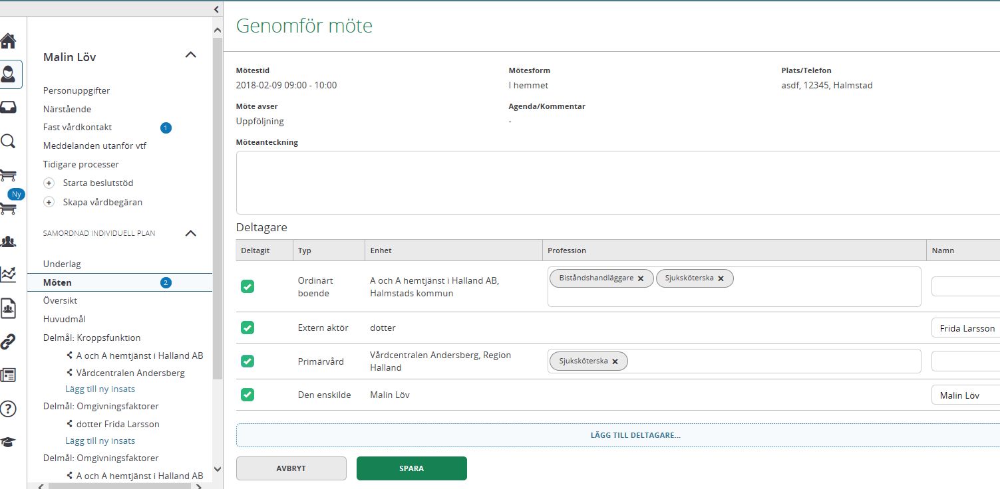 Genomför möte
Malin Löv
Personuppgifter
Närstående
Fast vårdkontakt 1
Meddelanden utanför vtf
Tidigare processer
+ Starta beslutstöd
+ Skapa vårdbegäran
Ny
SAMORDNAD INDIVIDUELL PLAN
Underlag
Möten 2
Översikt
Huvudmål
Delmål: Kroppsfunktion
A och A hemtjänst i Halland AB
Vårdcentralen Andersberg
Lägg till ny insats
Delmål: Omgivningsfaktorer
dotter Frida Larsson
Lägg till ny insats
Delmål: Omgivningsfaktorer
A och A hemtjänst i Halland AB
Mötestid Mötesform Plats/Telefon
2018-02-09 09:00 - 10:00 I hemmet asdf, 12345, Halmstad
Möte avser Agenda/Kommentar
Uppföljning -
Möteanteckning
Deltagare
Deltagit Typ Enhet Profession Namn
Ordinärt boende A och A hemtjänst i Halland AB, Halmstads kommun Biståndshandläggare × Sjuksköterska ×
Extern aktör dotter Frida Larsson
Primärvård Vårdcentralen Andersberg, Region Halland Sjuksköterska ×
Den enskilde Malin Löv Malin Löv
LÄGG TILL DELTAGARE...
AVBRYT SPARA